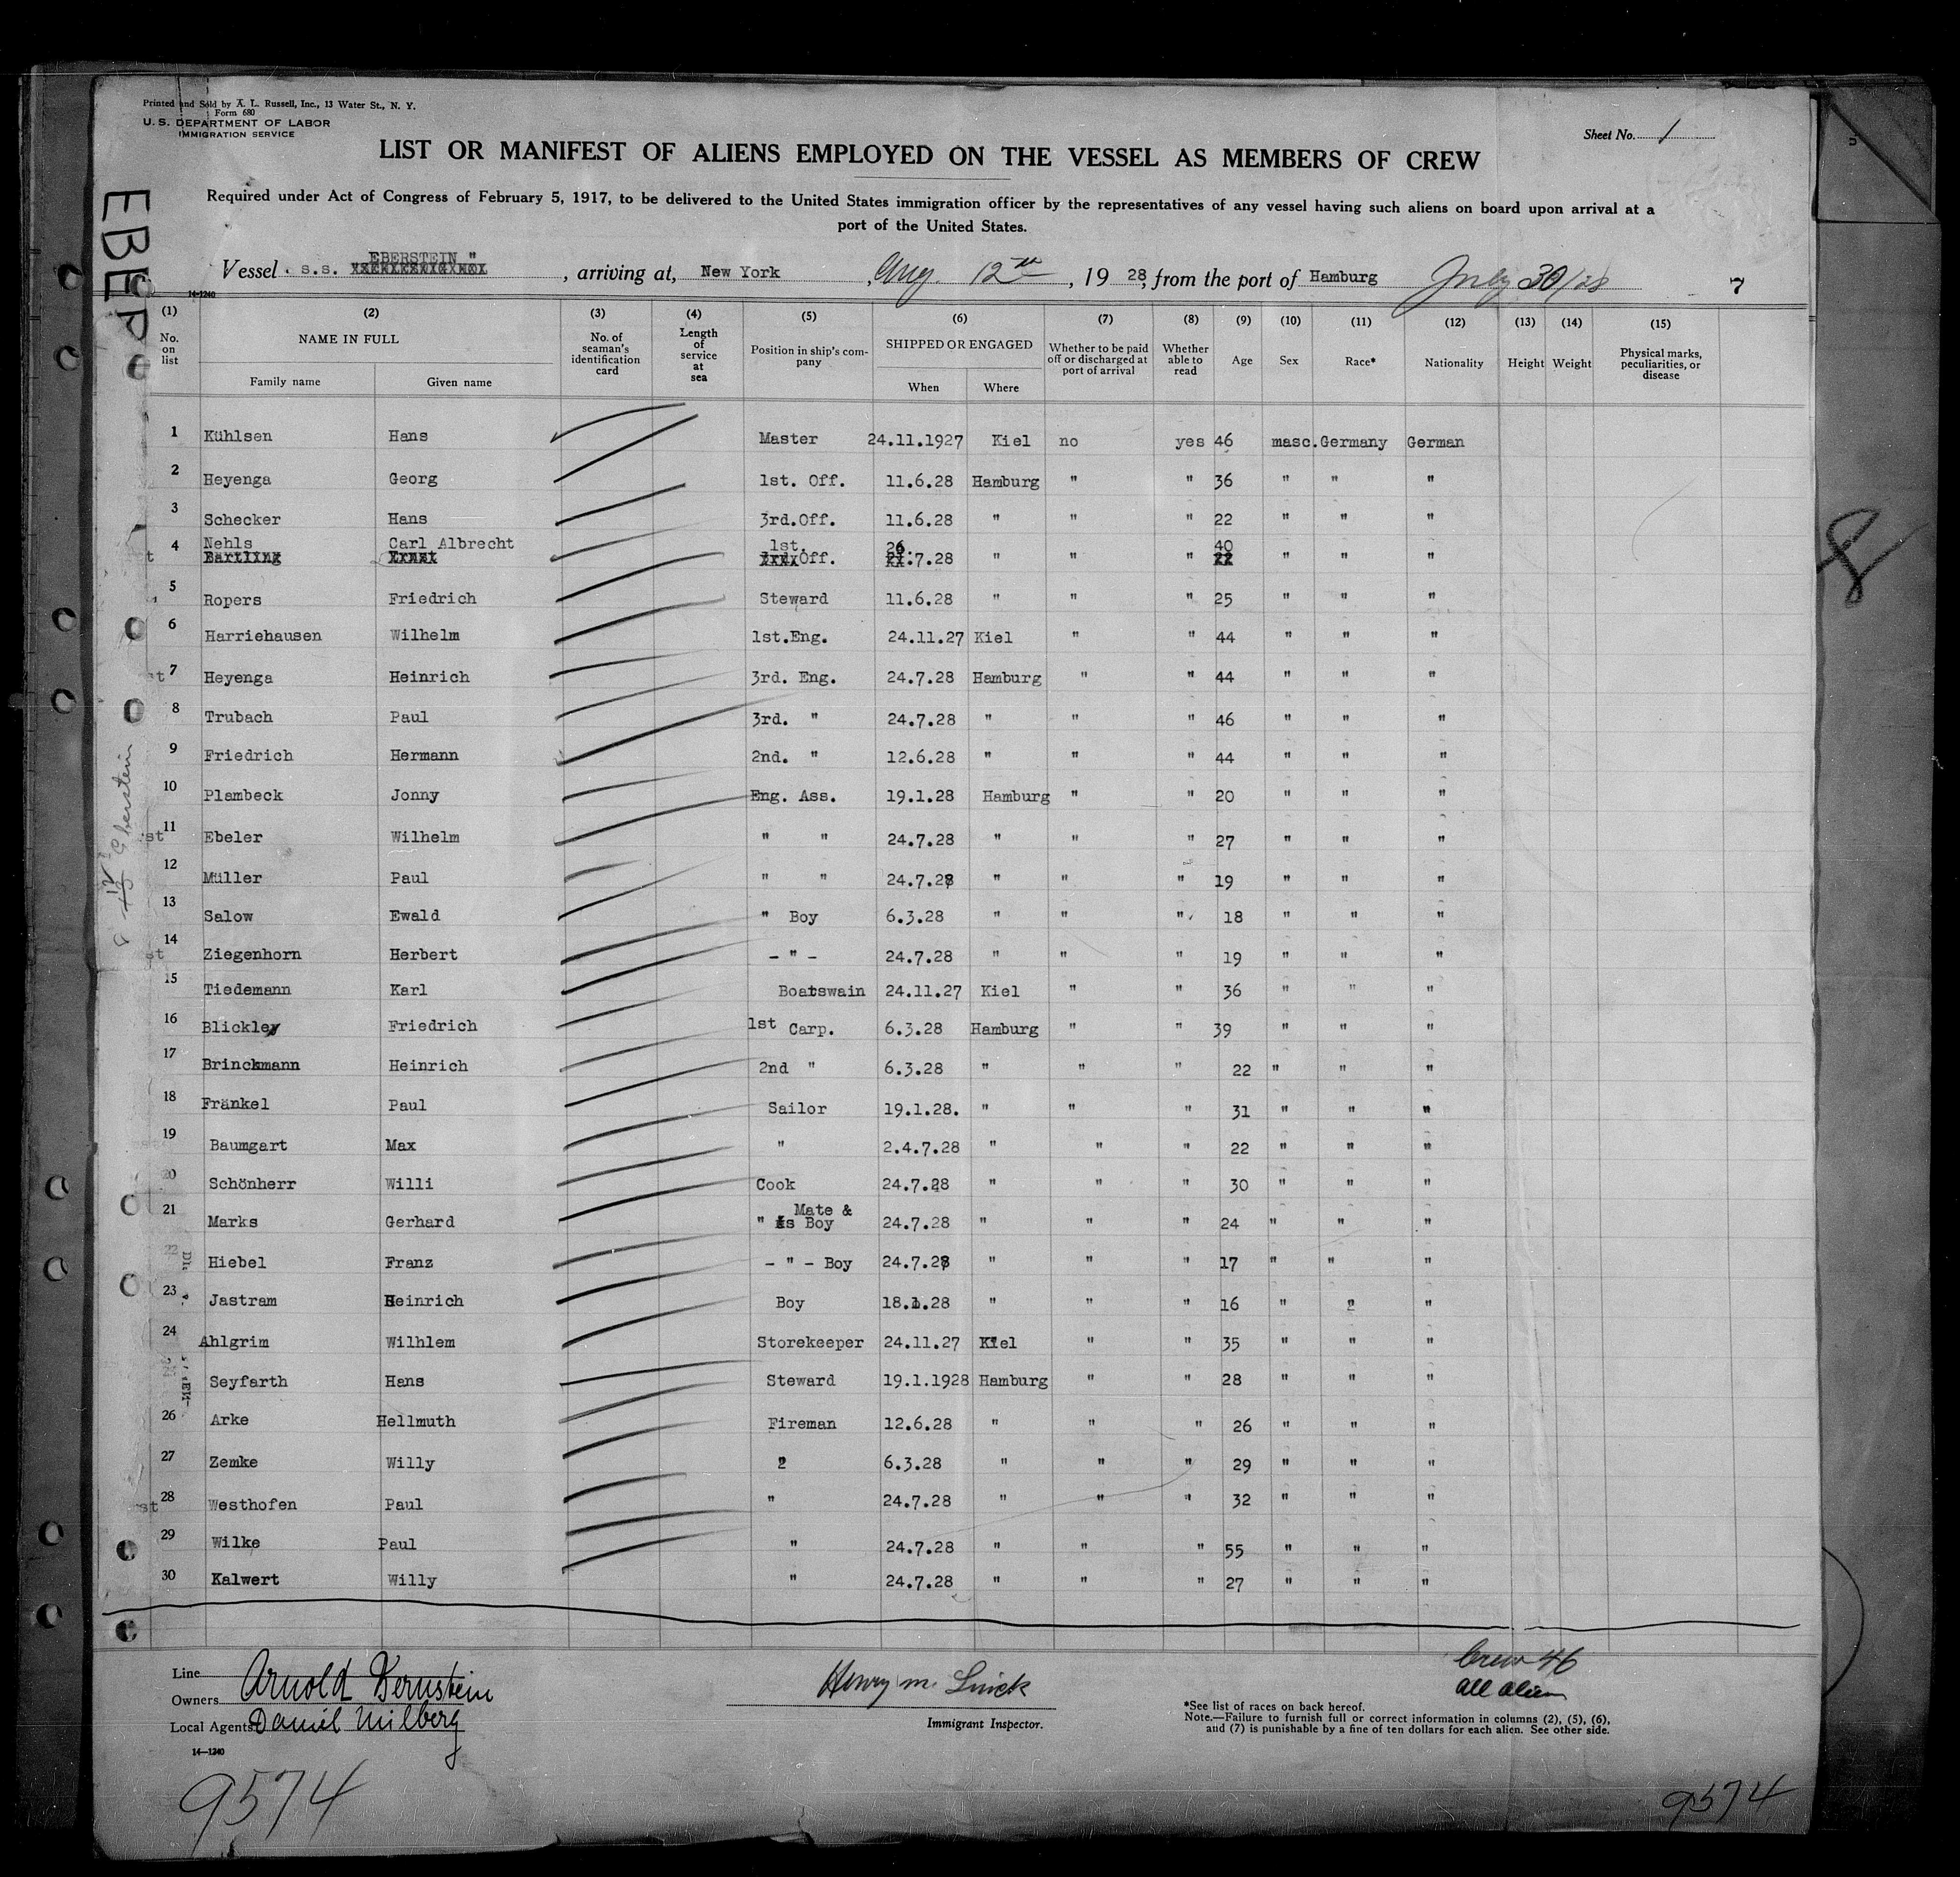 Printed and Sold by A. L. Russell, Inc., 13 Water St., N. Y.
Form 680
U. S. DEPARTMENT OF LABOR
IMMIGRATION SERVICE
Sheet No. 1
LIST OR MANIFEST OF ALIENS EMPLOYED ON THE VESSEL AS MEMBERS OF CREW
Required under Act of Congress of February 5, 1917, to be delivered to the United States immigration officer by the representatives of any vessel having such aliens on board upon arrival at a
port of the United States.
Vessel s.s. EBERSTEIN " , arriving at, New York , Aug. 12th , 19 28, from the port of Hamburg July 30/28
14-1240
(1) (2) (3) (4) (5) (6) (7) (8) (9) (10) (11) (12) (13) (14) (15)
No. on list NAME IN FULL Family name Given name No. of seaman's identification card Length of service at sea Position in ship's company SHIPPED OR ENGAGED When Where Whether to be paid off or discharged at port of arrival Whether able to read Age Sex Race* Nationality Height Weight Physical marks, peculiarities, or disease
1 Kühlsen Hans Master 24.11.1927 Kiel no yes 46 masc. Germany German
2 Heyenga Georg 1st. Off. 11.6.28 Hamburg " " 36 " " "
3 Schecker Hans 3rd.Off. 11.6.28 " " " 22 " " "
4 Nehls Carl Albrecht 1st. Off. 26.7.28 " " " 40 " " "
Bartling Ernst 22
5 Ropers Friedrich Steward 11.6.28 " " " 25 " " "
6 Harriehausen Wilhelm 1st.Eng. 24.11.27 Kiel " " 44 " " "
7 Heyenga Heinrich 3rd. Eng. 24.7.28 Hamburg " " 44 " " "
8 Trubach Paul 3rd. " 24.7.28 " " " 46 " " "
9 Friedrich Hermann 2nd. " 12.6.28 " " " 44 " " "
10 Plambeck Jonny Eng. Ass. 19.1.28 Hamburg " " 20 " " "
11 Ebeler Wilhelm " " 24.7.28 " " " 27 " " "
12 Müller Paul " " 24.7.28 " " " 19 " " "
13 Salow Ewald " Boy 6.3.28 " " " 18 " " "
14 Ziegenhorn Herbert - " - 24.7.28 " " " 19 " " "
15 Tiedemann Karl Boatswain 24.11.27 Kiel " " 36 " " "
16 Blickley Friedrich 1st Carp. 6.3.28 Hamburg " " 39 " " "
17 Brinckmann Heinrich 2nd " 6.3.28 " " " 22 " " "
18 Fränkel Paul Sailor 19.1.28. " " " 31 " " "
19 Baumgart Max " 2.4.7.28 " " " 22 " " "
20 Schönherr Willi Cook 24.7.28 " " " 30 " " "
21 Marks Gerhard " Mate & s Boy 24.7.28 " " " 24 " " "
22 Hiebel Franz - " - Boy 24.7.28 " " " 17 " " "
23 Jastram Heinrich Boy 18.1.28 " " " 16 " " "
24 Ahlgrim Wilhlem Storekeeper 24.11.27 Kiel " " 35 " " "
Seyfarth Hans Steward 19.1.1928 Hamburg " " 28 " " "
26 Arke Hellmuth Fireman 12.6.28 " " " 26 " " "
27 Zemke Willy " 6.3.28 " " " 29 " " "
28 Westhofen Paul " 24.7.28 " " " 32 " " "
29 Wilke Paul " 24.7.28 " " " 55 " " "
30 Kalwert Willy " 24.7.28 " " " 27 " " "
Line
Owners Arnold Bernstein
Local Agents Daniel Milberg
14—1240
Henry M. Linick
Immigrant Inspector.
Crew 46
all alien
*See list of races on back hereof.
Note.—Failure to furnish full or correct information in columns (2), (5), (6),
and (7) is punishable by a fine of ten dollars for each alien. See other side.
9574
9574
8
Eberstein